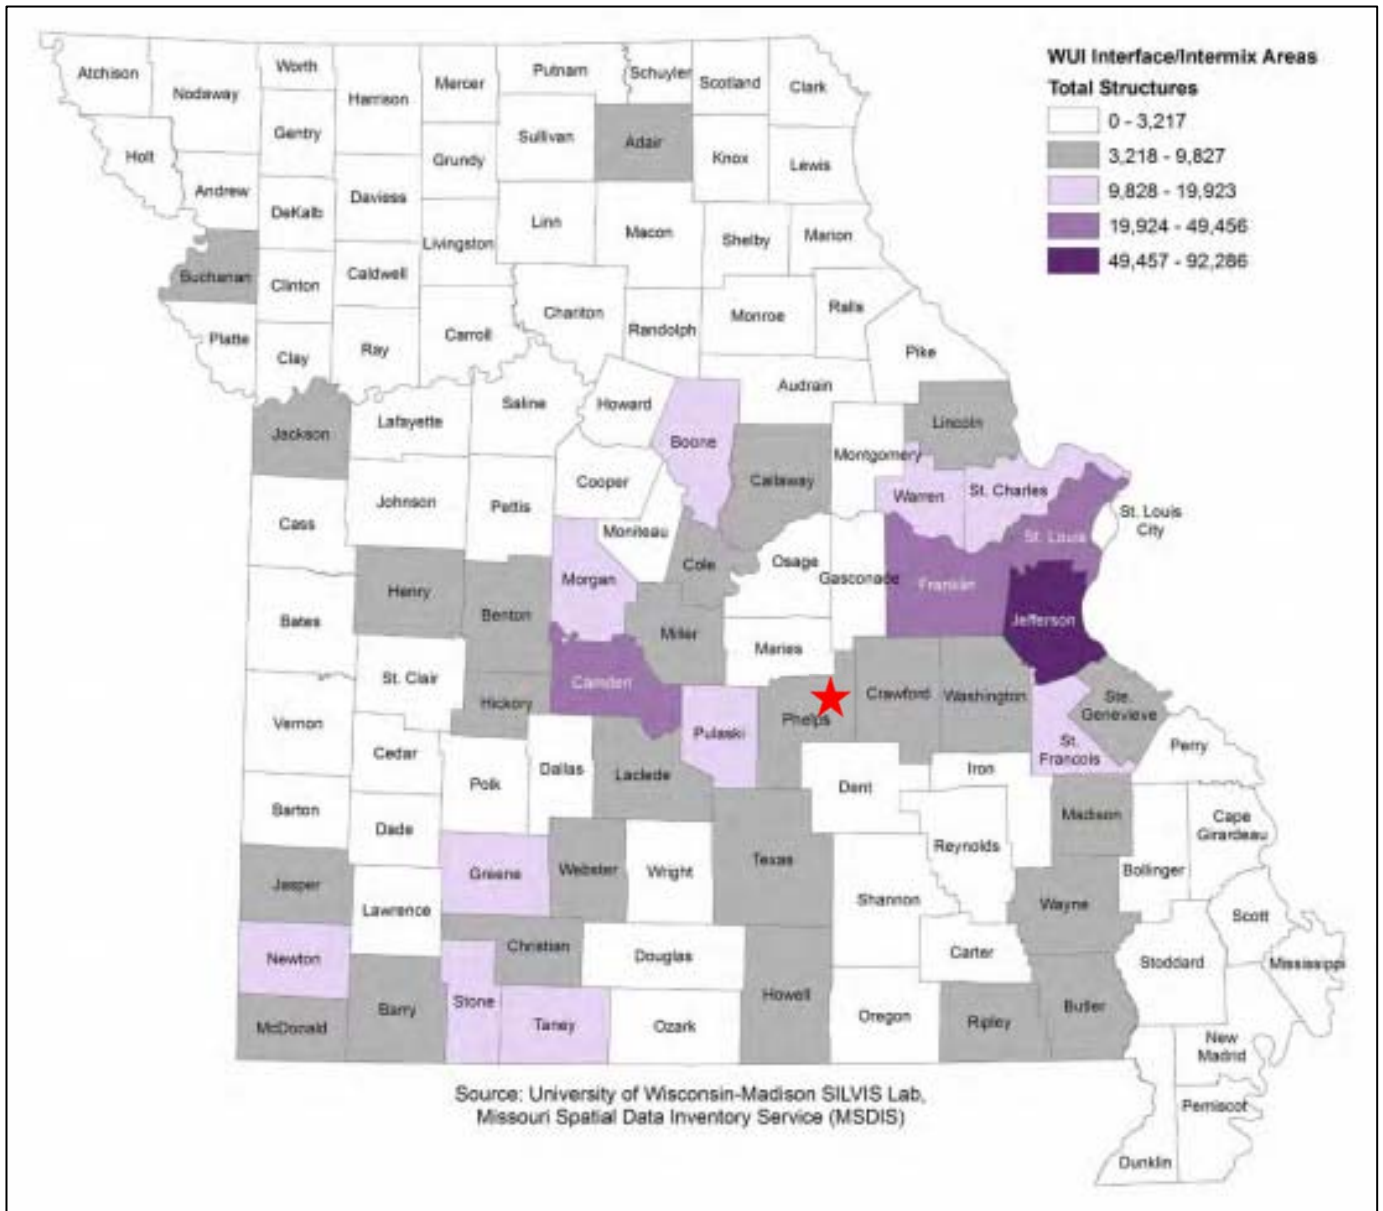 WUI Interface/Intermix Areas
Total Structures
0 - 3,217
3,218 - 9,827
9,828 - 19,923
19,924 - 49,456
49,457 - 92,286
Atchison
Nodaway
Worth
Harrison
Mercer
Putnam
Schuyler
Scotland
Clark
Gentry
Sullivan
Adair
Holt
Grundy
Knox
Lewis
Andrew
DeKalb
Daviess
Livingston
Linn
Macon
Shelby
Marion
Buchanan
Clinton
Caldwell
Chariton
Randolph
Monroe
Ralls
Platte
Clay
Ray
Carroll
Pike
Audrain
Jackson
Lafayette
Saline
Howard
Boone
Callaway
Montgomery
Lincoln
Cass
Johnson
Pettis
Cooper
Moniteau
Warren
St. Charles
St. Louis
St. Louis
City
Henry
Benton
Morgan
Cole
Osage
Gasconade
Franklin
Jefferson
Bates
St. Clair
Miller
Maries
Camden
Hickory
Pulaski
Phelps
Crawford
Washington
Ste.
Genevieve
St.
Francois
Perry
Vernon
Cedar
Polk
Dallas
Laclede
Dent
Iron
Madison
Cape
Girardeau
Barton
Dade
Greene
Webster
Wright
Texas
Reynolds
Bollinger
Jasper
Lawrence
Shannon
Wayne
Scott
Newton
Christian
Douglas
Carter
Stoddard
Mississippi
McDonald
Barry
Stone
Taney
Ozark
Howell
Oregon
Ripley
Butler
New
Madrid
Pemiscot
Dunklin
Source: University of Wisconsin-Madison SILVIS Lab,
Missouri Spatial Data Inventory Service (MSDIS)